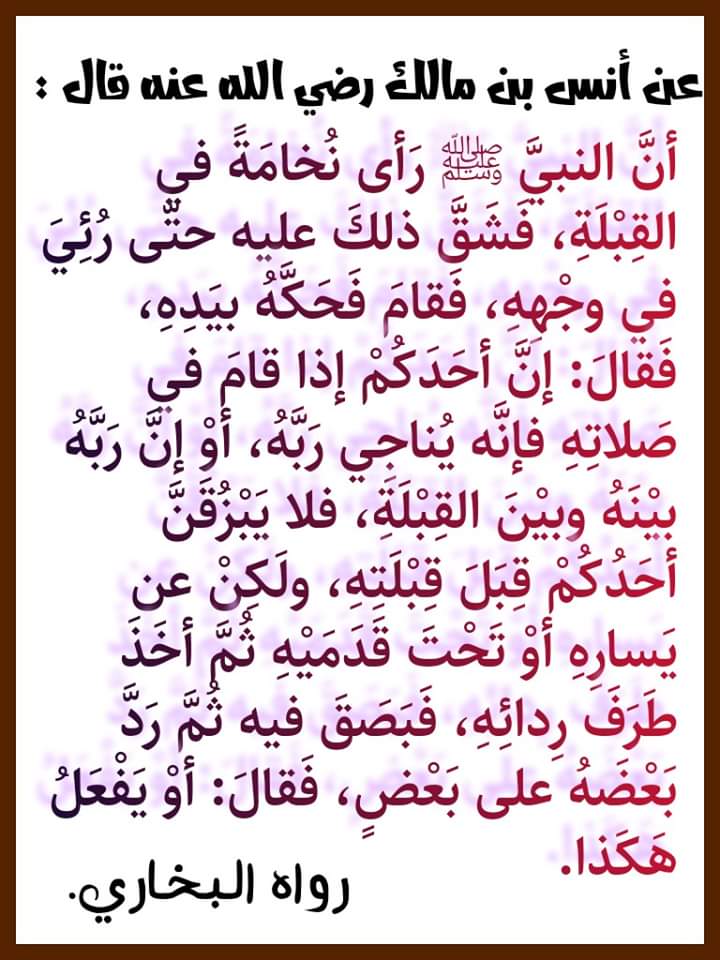 عن أنس بن مالك رضي الله عنه قال :
أنَّ النبيَّ ﷺ رَأى نُخامَةً في
القِبْلَةِ، فَشَقَّ ذلكَ عليه حتّى رُئِيَ
في وجْههِ، فَقامَ فَحَكَّهُ بيَدِهِ،
فَقالَ: إنَّ أحَدَكُمْ إذا قامَ في
صَلاتِهِ فإنَّه يُناجِي رَبَّهُ، أوْ إنَّ رَبَّهُ
بيْنَهُ وبيْنَ القِبْلَةِ، فلا يَبْزُقَنَّ
أحَدُكُمْ قِبَلَ قِبْلَتِهِ، ولَكِنْ عن
يَسارِهِ أوْ تَحْتَ قَدَمَيْهِ ثُمَّ أخَذَ
طَرَفَ رِدائِهِ، فَبَصَقَ فيه ثُمَّ رَدَّ
بَعْضَهُ على بَعْضٍ، فَقالَ: أوْ يَفْعَلُ
هَكَذا.
رواه البخاري.